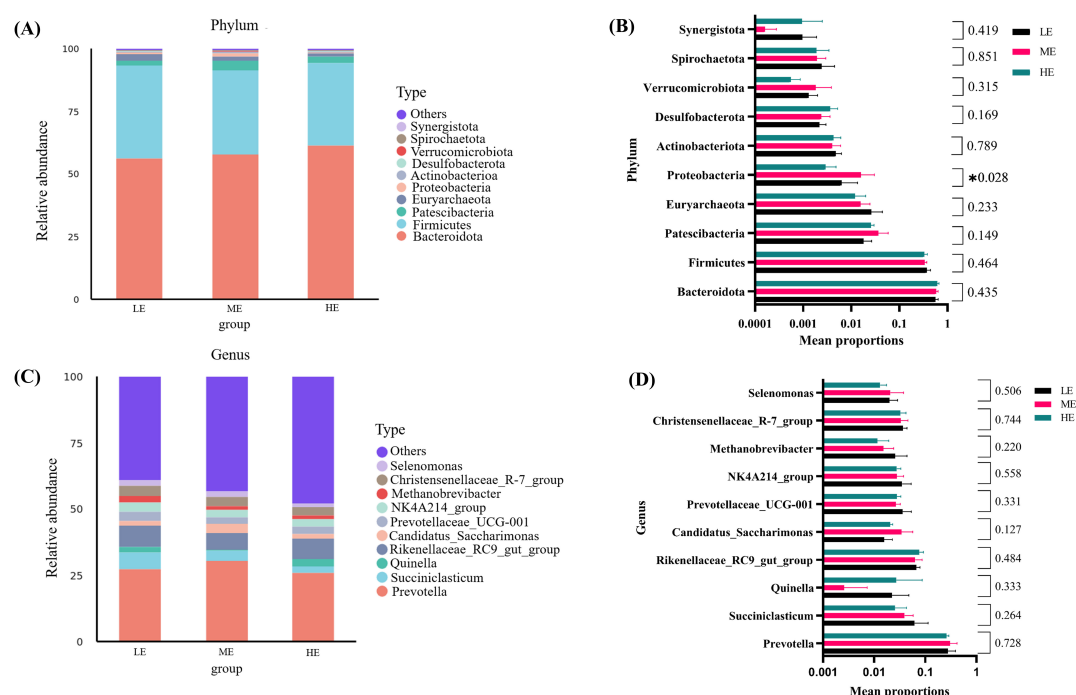 (A)
Phylum
100
75
50
25
0
Relative abundance
LE
ME
HE
group
Type
Others
Synergistota
Spirochaetota
Verrucomicrobiota
Desulfobacterota
Actinobacterioa
Proteobacteria
Euryarchaeota
Patescibacteria
Firmicutes
Bacteroidota
(B)
Phylum
Synergistota
Spirochaetota
Verrucomicrobiota
Desulfobacterota
Actinobacteriota
Proteobacteria
Euryarchaeota
Patescibacteria
Firmicutes
Bacteroidota
0.419
0.851
0.315
0.169
0.789
*0.028
0.233
0.149
0.464
0.435
LE
ME
HE
0.0001 0.001 0.01 0.1 1
Mean proportions
(C)
Genus
100
75
50
25
0
Relative abundance
LE
ME
HE
group
Type
Others
Selenomonas
Christensenellaceae_R-7_group
Methanobrevibacter
NK4A214_group
Prevotellaceae_UCG-001
Candidatus_Saccharimonas
Rikenellaceae_RC9_gut_group
Quinella
Succiniclasticum
Prevotella
(D)
Genus
Selenomonas
Christensenellaceae_R-7_group
Methanobrevibacter
NK4A214_group
Prevotellaceae_UCG-001
Candidatus_Saccharimonas
Rikenellaceae_RC9_gut_group
Quinella
Succiniclasticum
Prevotella
0.506
0.744
0.220
0.558
0.331
0.127
0.484
0.333
0.264
0.728
LE
ME
HE
0.001 0.01 0.1 1
Mean proportions